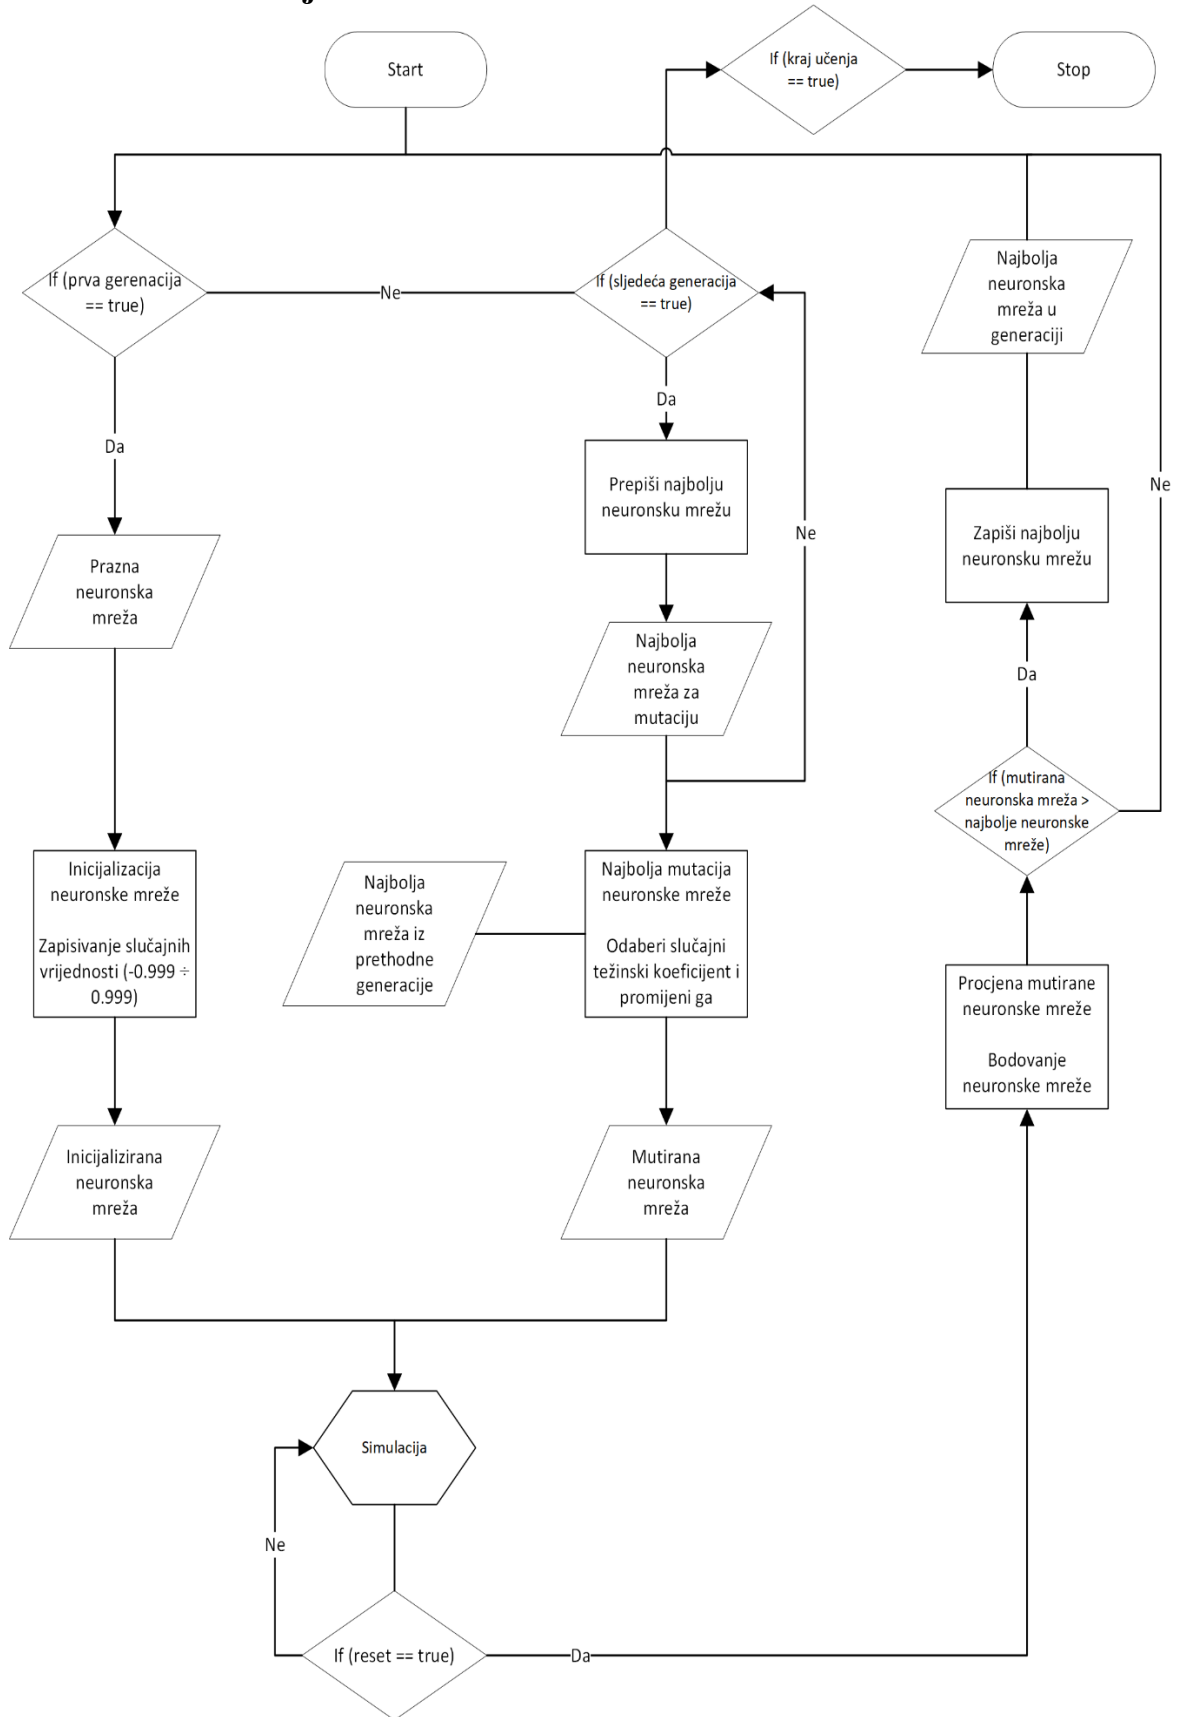 Start
If (kraj učenja
== true)
Stop
If (prva gerenacija
== true)
Ne
If (sljedeća generacija
== true)
Najbolja
neuronska
mreža u
generaciji
Da
Da
Prepiši najbolju
neuronsku mrežu
Ne
Zapiši najbolju
neuronsku mrežu
Ne
Prazna
neuronska
mreža
Najbolja
neuronska
mreža za
mutaciju
Da
If (mutirana
neuronska mreža >
najbolje neuronske
mreže)
Inicijalizacija
neuronske mreže
Zapisivanje slučajnih
vrijednosti (-0.999 ÷
0.999)
Najbolja
neuronska
mreža iz
prethodne
generacije
Najbolja mutacija
neuronske mreže
Odaberi slučajni
težinski koeficijent i
promijeni ga
Procjena mutirane
neuronske mreže
Bodovanje
neuronske mreže
Inicijalizirana
neuronska
mreža
Mutirana
neuronska
mreža
Simulacija
Ne
If (reset == true)
Da